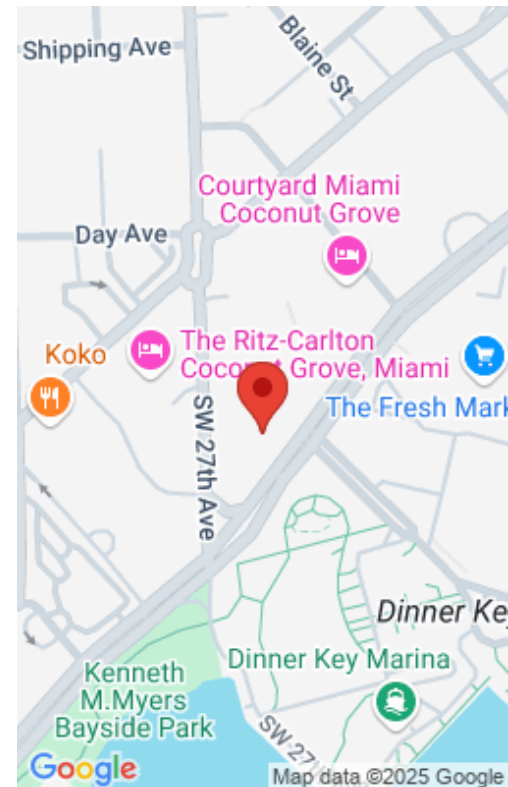 Shipping Ave
Blaine St
Courtyard Miami
Coconut Grove
Day Ave
The Ritz-Carlton
Coconut Grove, Miami
Koko
The Fresh Mark
SW 27th Ave
Dinner Key
Dinner Key Marina
Kenneth
M.Myers
Bayside Park
SW 27
Google
Map data ©2025 Google